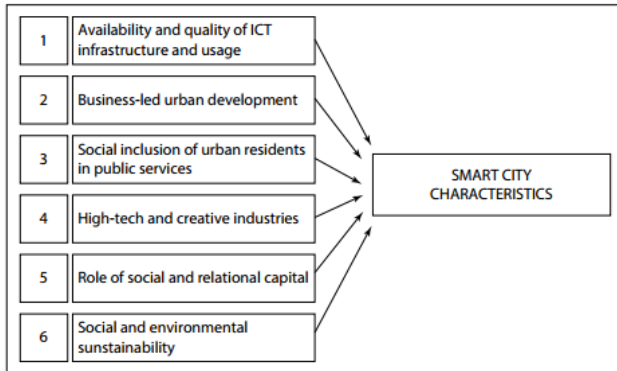 1
Availability and quality of ICT
infrastructure and usage
2
Business-led urban development
3
Social inclusion of urban residents
in public services
4
High-tech and creative industries
5
Role of social and relational capital
6
Social and environmental
sunstainability
SMART CITY
CHARACTERISTICS